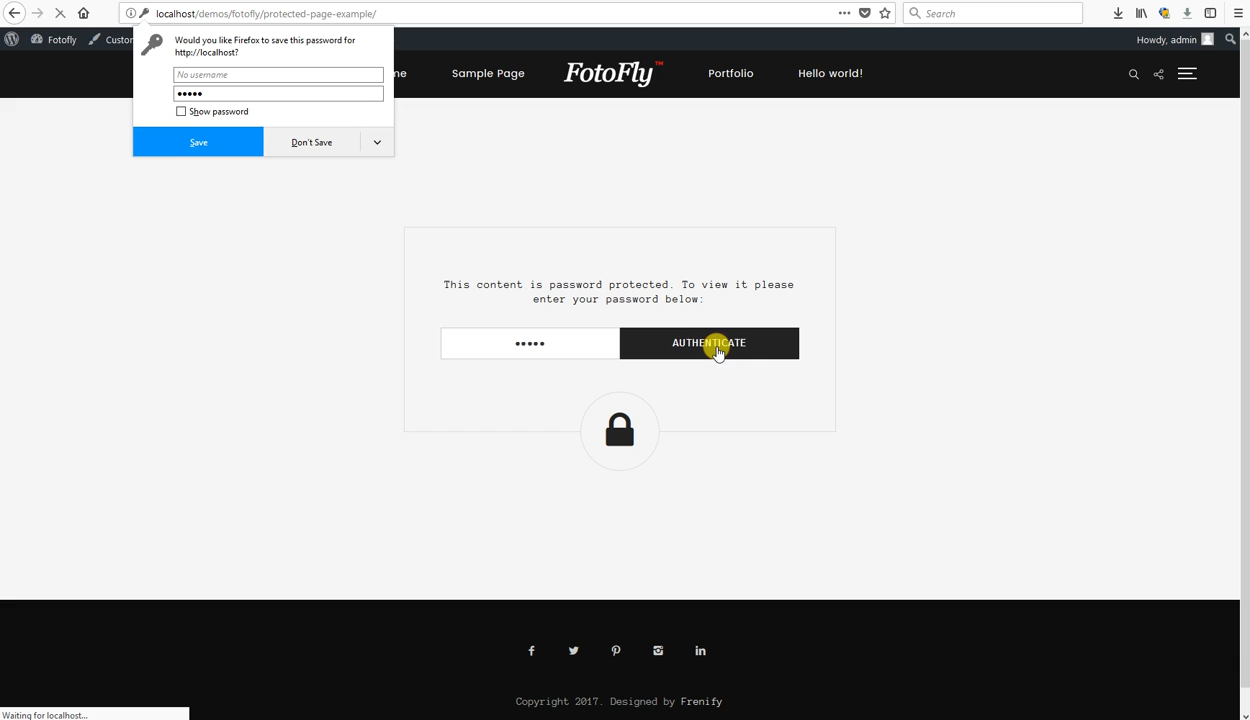 localhost/demos/fotofly/protected-page-example/
Search
Fotofly
Custom
Howdy, admin
Would you like Firefox to save this password for
http://localhost?
No username
•••••
Show password
Save
Don't Save
Sample Page
FotoFly™
Portfolio
Hello world!
This content is password protected. To view it please
enter your password below:
•••••
AUTHENTICATE
Copyright 2017. Designed by Frenify
Waiting for localhost...